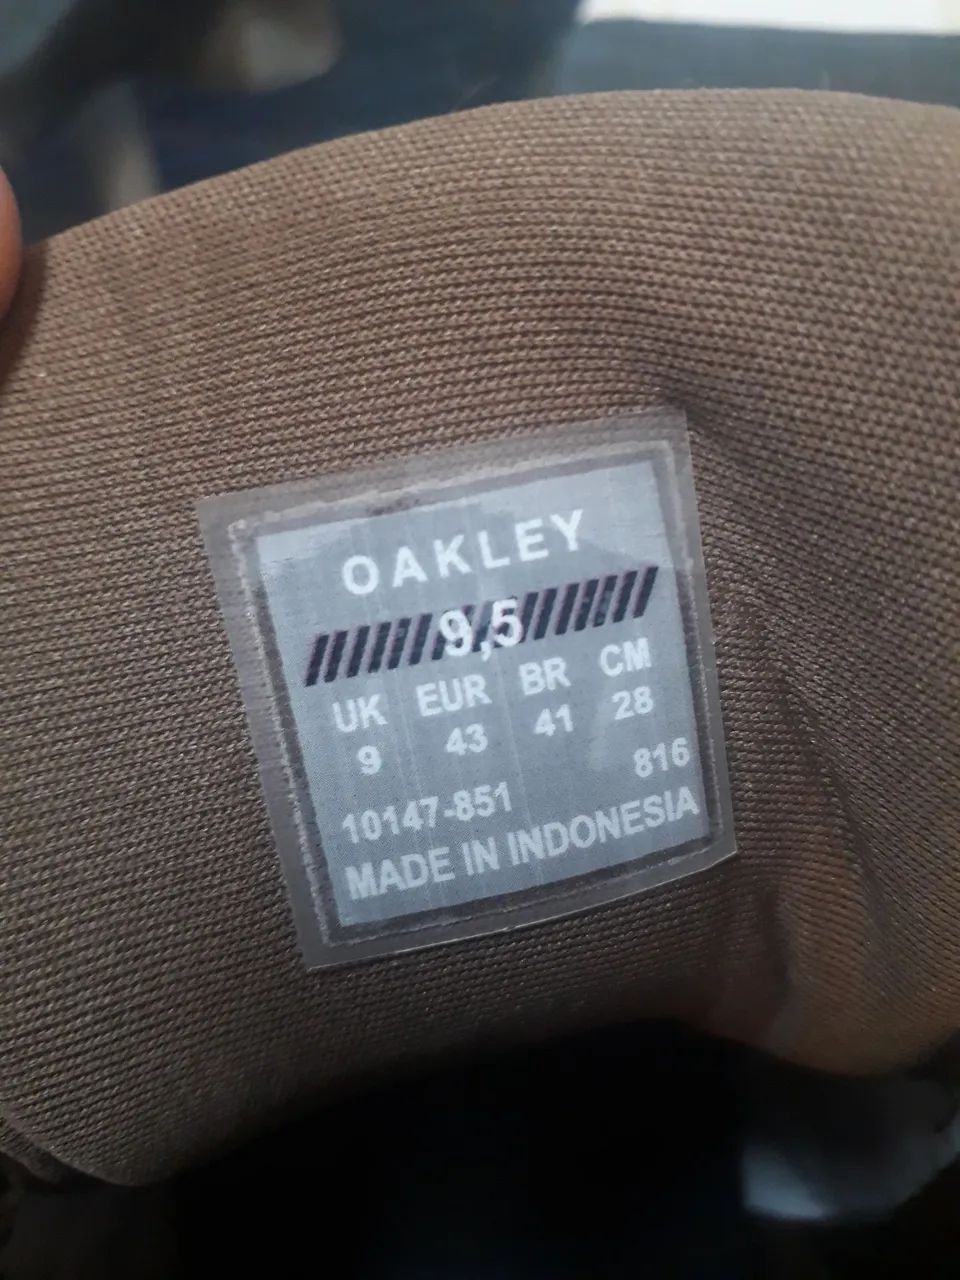 OAKLEY
9,5
UK EUR BR CM
9 43 41 28
10147-851 816
MADE IN INDONESIA